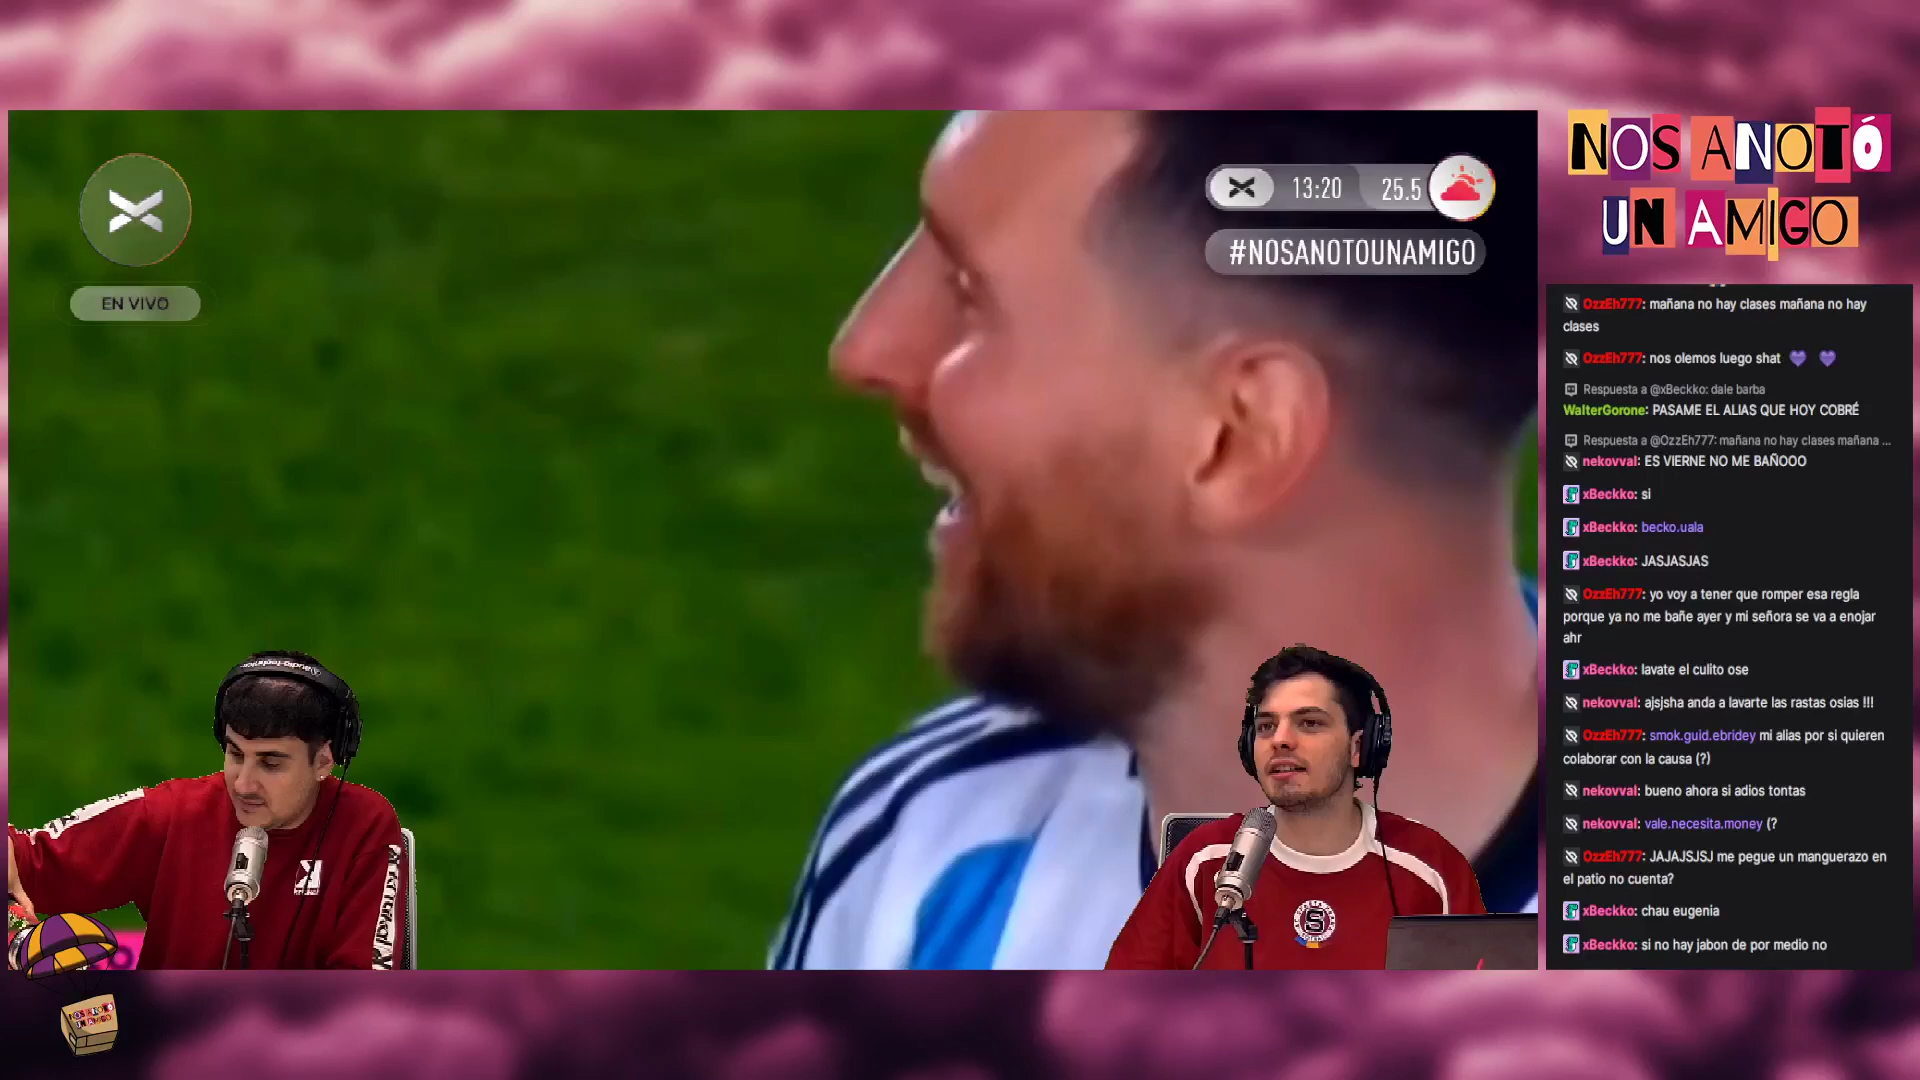 EN VIVO
13:20 25.5
#NOSANOTOUNAMIGO
NOS ANOTÓ
UN AMIGO
OzzEh777: mañana no hay clases mañana no hay
clases
OzzEh777: nos olemos luego shat
Respuesta a @xBeckko: dale barba
WalterGorone: PASAME EL ALIAS QUE HOY COBRÉ
Respuesta a @OzzEh777: mañana no hay clases mañana ...
nekovval: ES VIERNE NO ME BAÑOOO
xBeckko: si
xBeckko: becko.uala
xBeckko: JASJASJAS
OzzEh777: yo voy a tener que romper esa regla
porque ya no me bañe ayer y mi señora se va a enojar
ahr
xBeckko: lavate el culito ose
nekovval: ajsjsha anda a lavarte las rastas osias !!!
OzzEh777: smok.guid.ebridey mi alias por si quieren
colaborar con la causa (?)
nekovval: bueno ahora si adios tontas
nekovval: vale.necesita.money (?
OzzEh777: JAJAJSJSJ me pegue un manguerazo en
el patio no cuenta?
xBeckko: chau eugenia
xBeckko: si no hay jabon de por medio no
audio-technica
NOS ANOTÓ
UN AMIGO